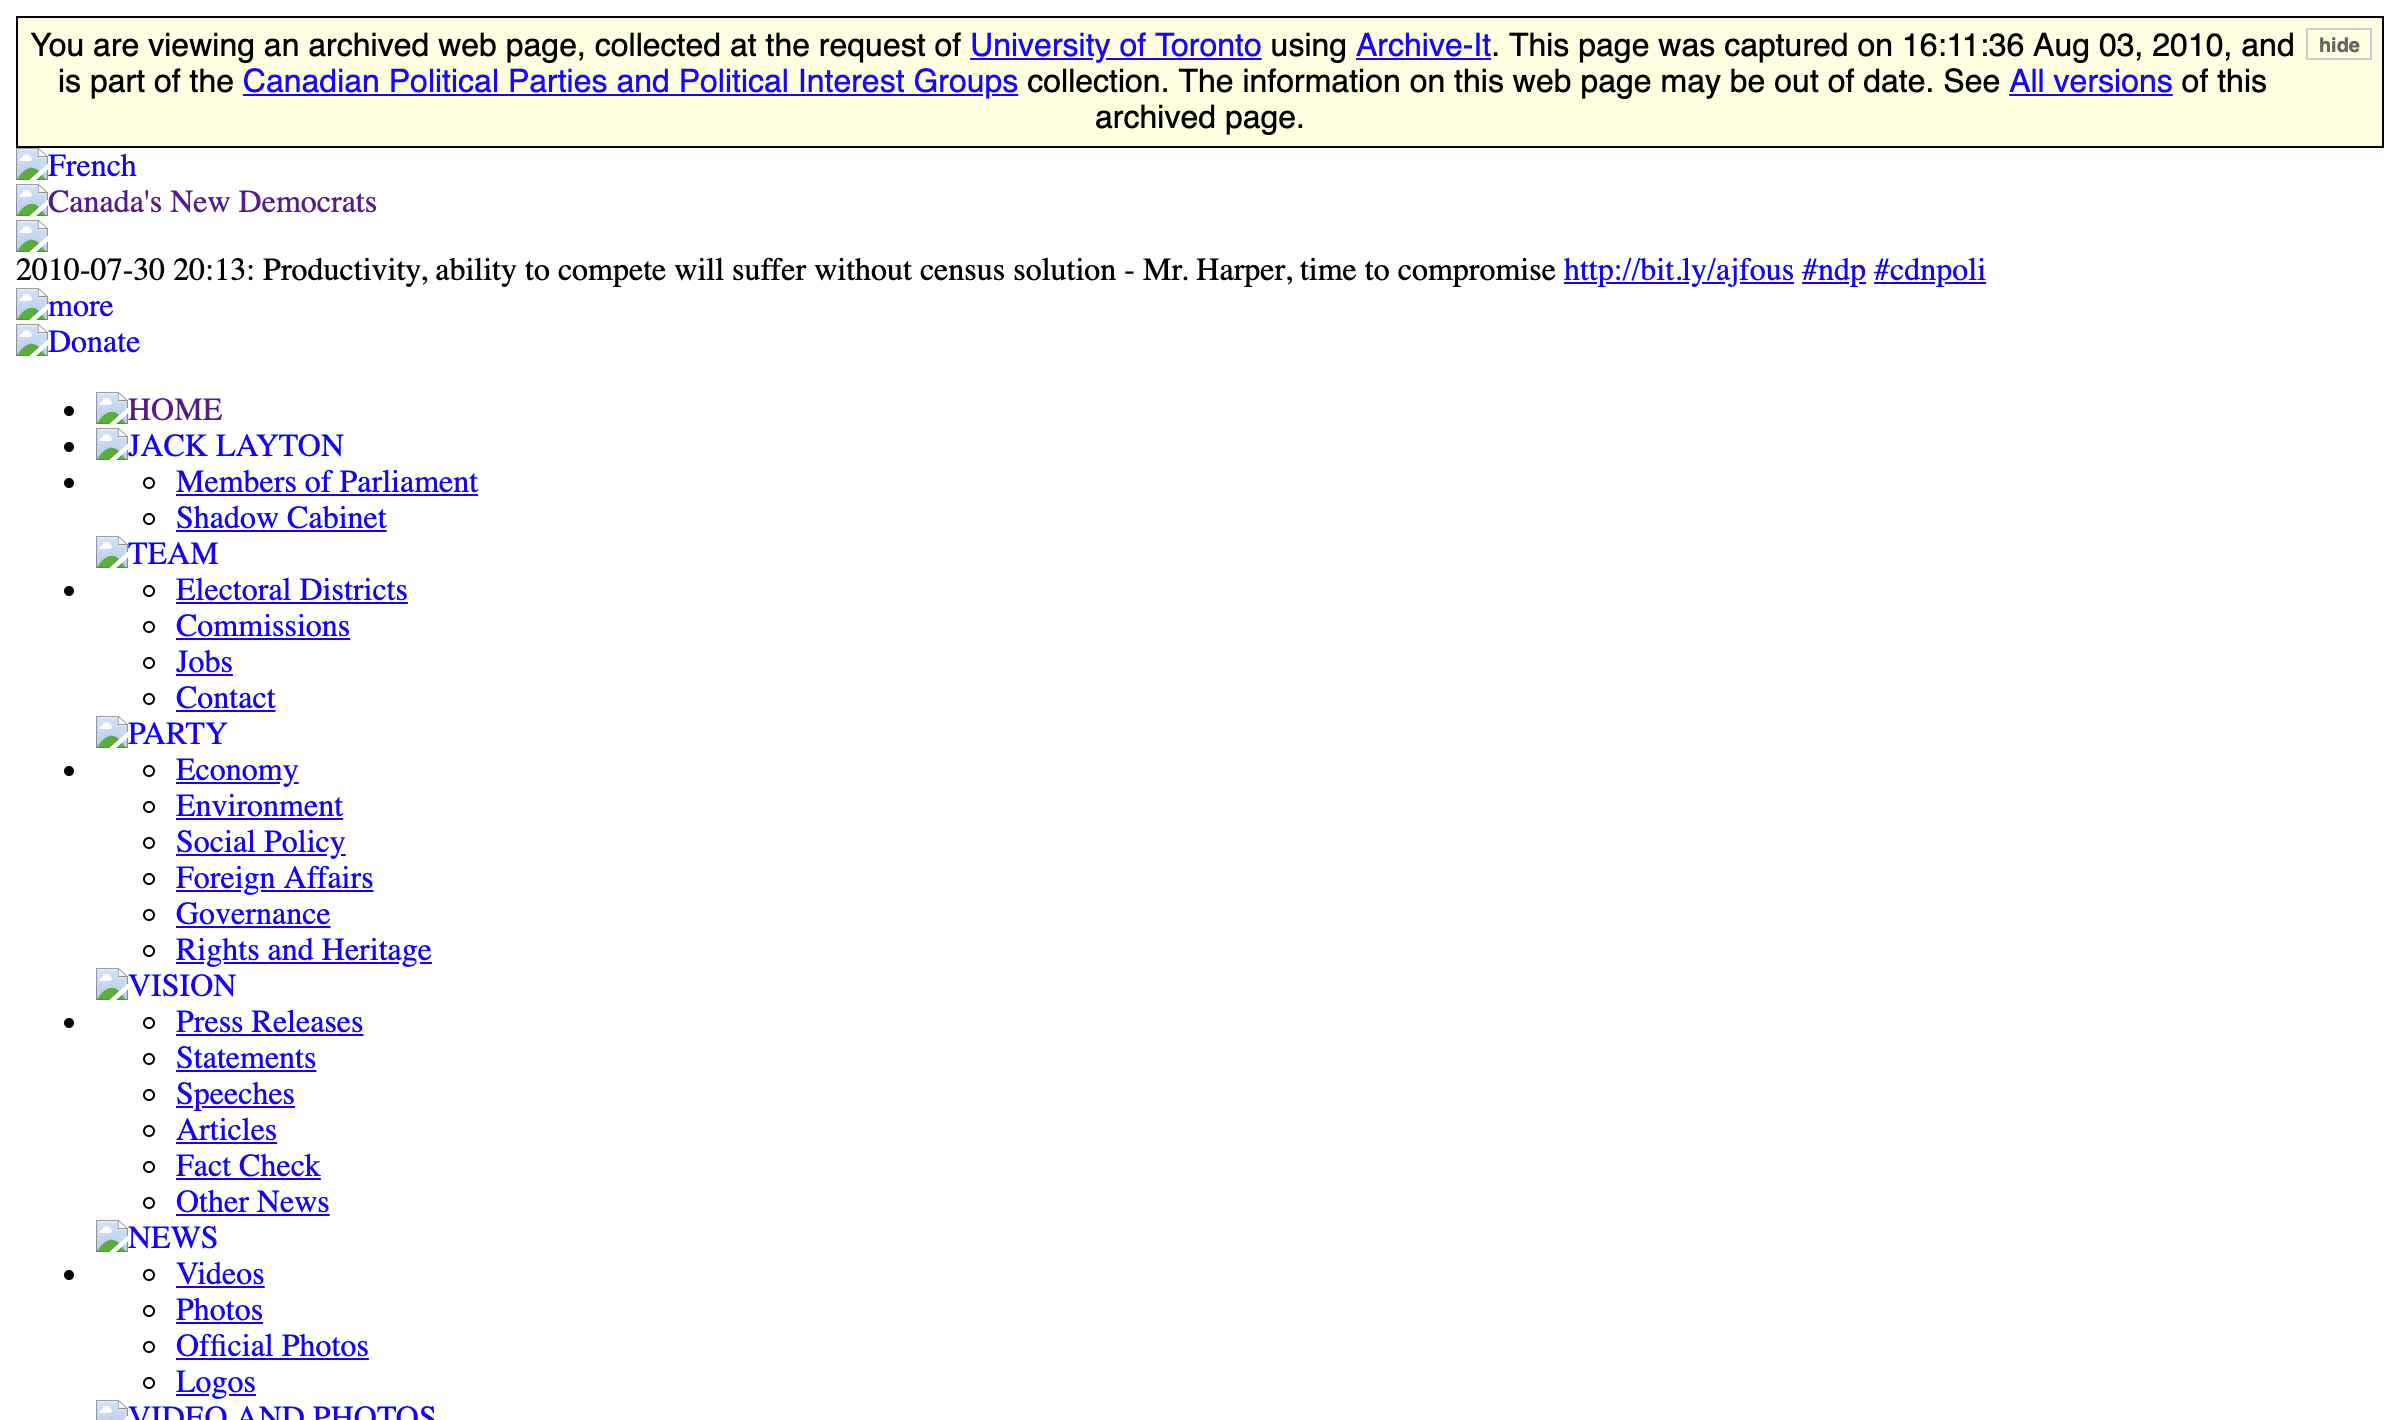 You are viewing an archived web page, collected at the request of University of Toronto using Archive-It. This page was captured on 16:11:36 Aug 03, 2010, and hide
is part of the Canadian Political Parties and Political Interest Groups collection. The information on this web page may be out of date. See All versions of this
archived page.
French
Canada's New Democrats
2010-07-30 20:13: Productivity, ability to compete will suffer without census solution - Mr. Harper, time to compromise http://bit.ly/ajfous #ndp #cdnpoli
more
Donate
HOME
JACK LAYTON
Members of Parliament
Shadow Cabinet
TEAM
Electoral Districts
Commissions
Jobs
Contact
PARTY
Economy
Environment
Social Policy
Foreign Affairs
Governance
Rights and Heritage
VISION
Press Releases
Statements
Speeches
Articles
Fact Check
Other News
NEWS
Videos
Photos
Official Photos
Logos
VIDEO AND PHOTOS